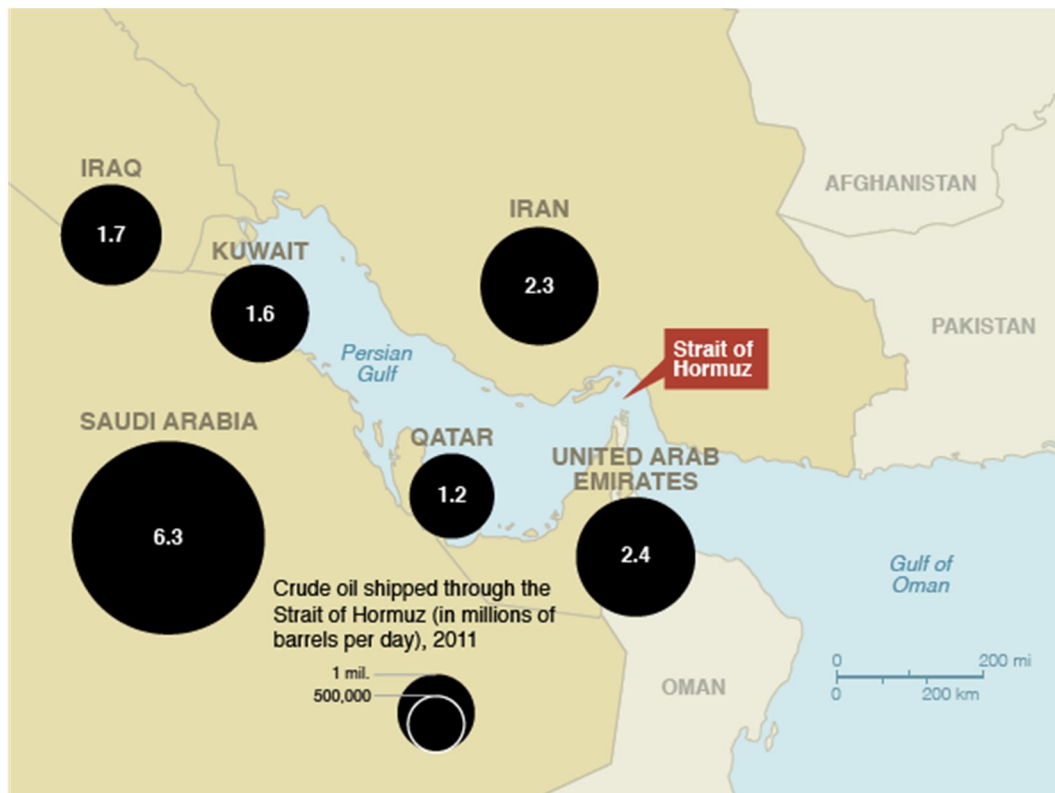 IRAQ
1.7
KUWAIT
1.6
IRAN
2.3
AFGHANISTAN
PAKISTAN
Strait of
Hormuz
Persian
Gulf
SAUDI ARABIA
6.3
QATAR
1.2
UNITED ARAB
EMIRATES
2.4
Gulf of
Oman
Crude oil shipped through the
Strait of Hormuz (in millions of
barrels per day), 2011
1 mil.
500,000
OMAN
0 200 mi
0 200 km